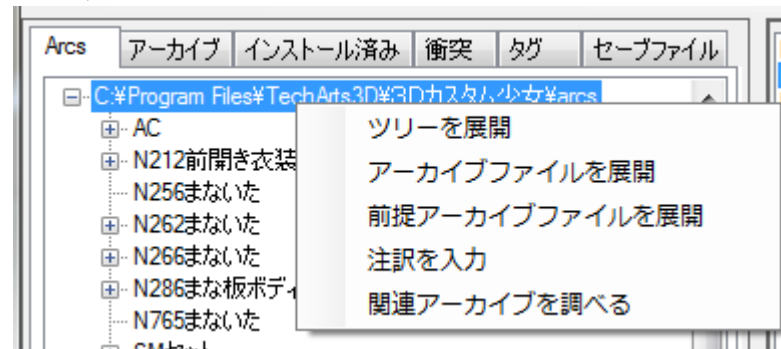 Arcs アーカイブ インストール済み 衝突 タグ セーブファイル
C:¥Program Files¥TechArts3D¥3Dカスタム少女¥arcs
AC
N212前開き衣装
N256まないた
N262まないた
N266まないた
N286まな板ボディ
N765まないた
ツリーを展開
アーカイブファイルを展開
前提アーカイブファイルを展開
注訳を入力
関連アーカイブを調べる